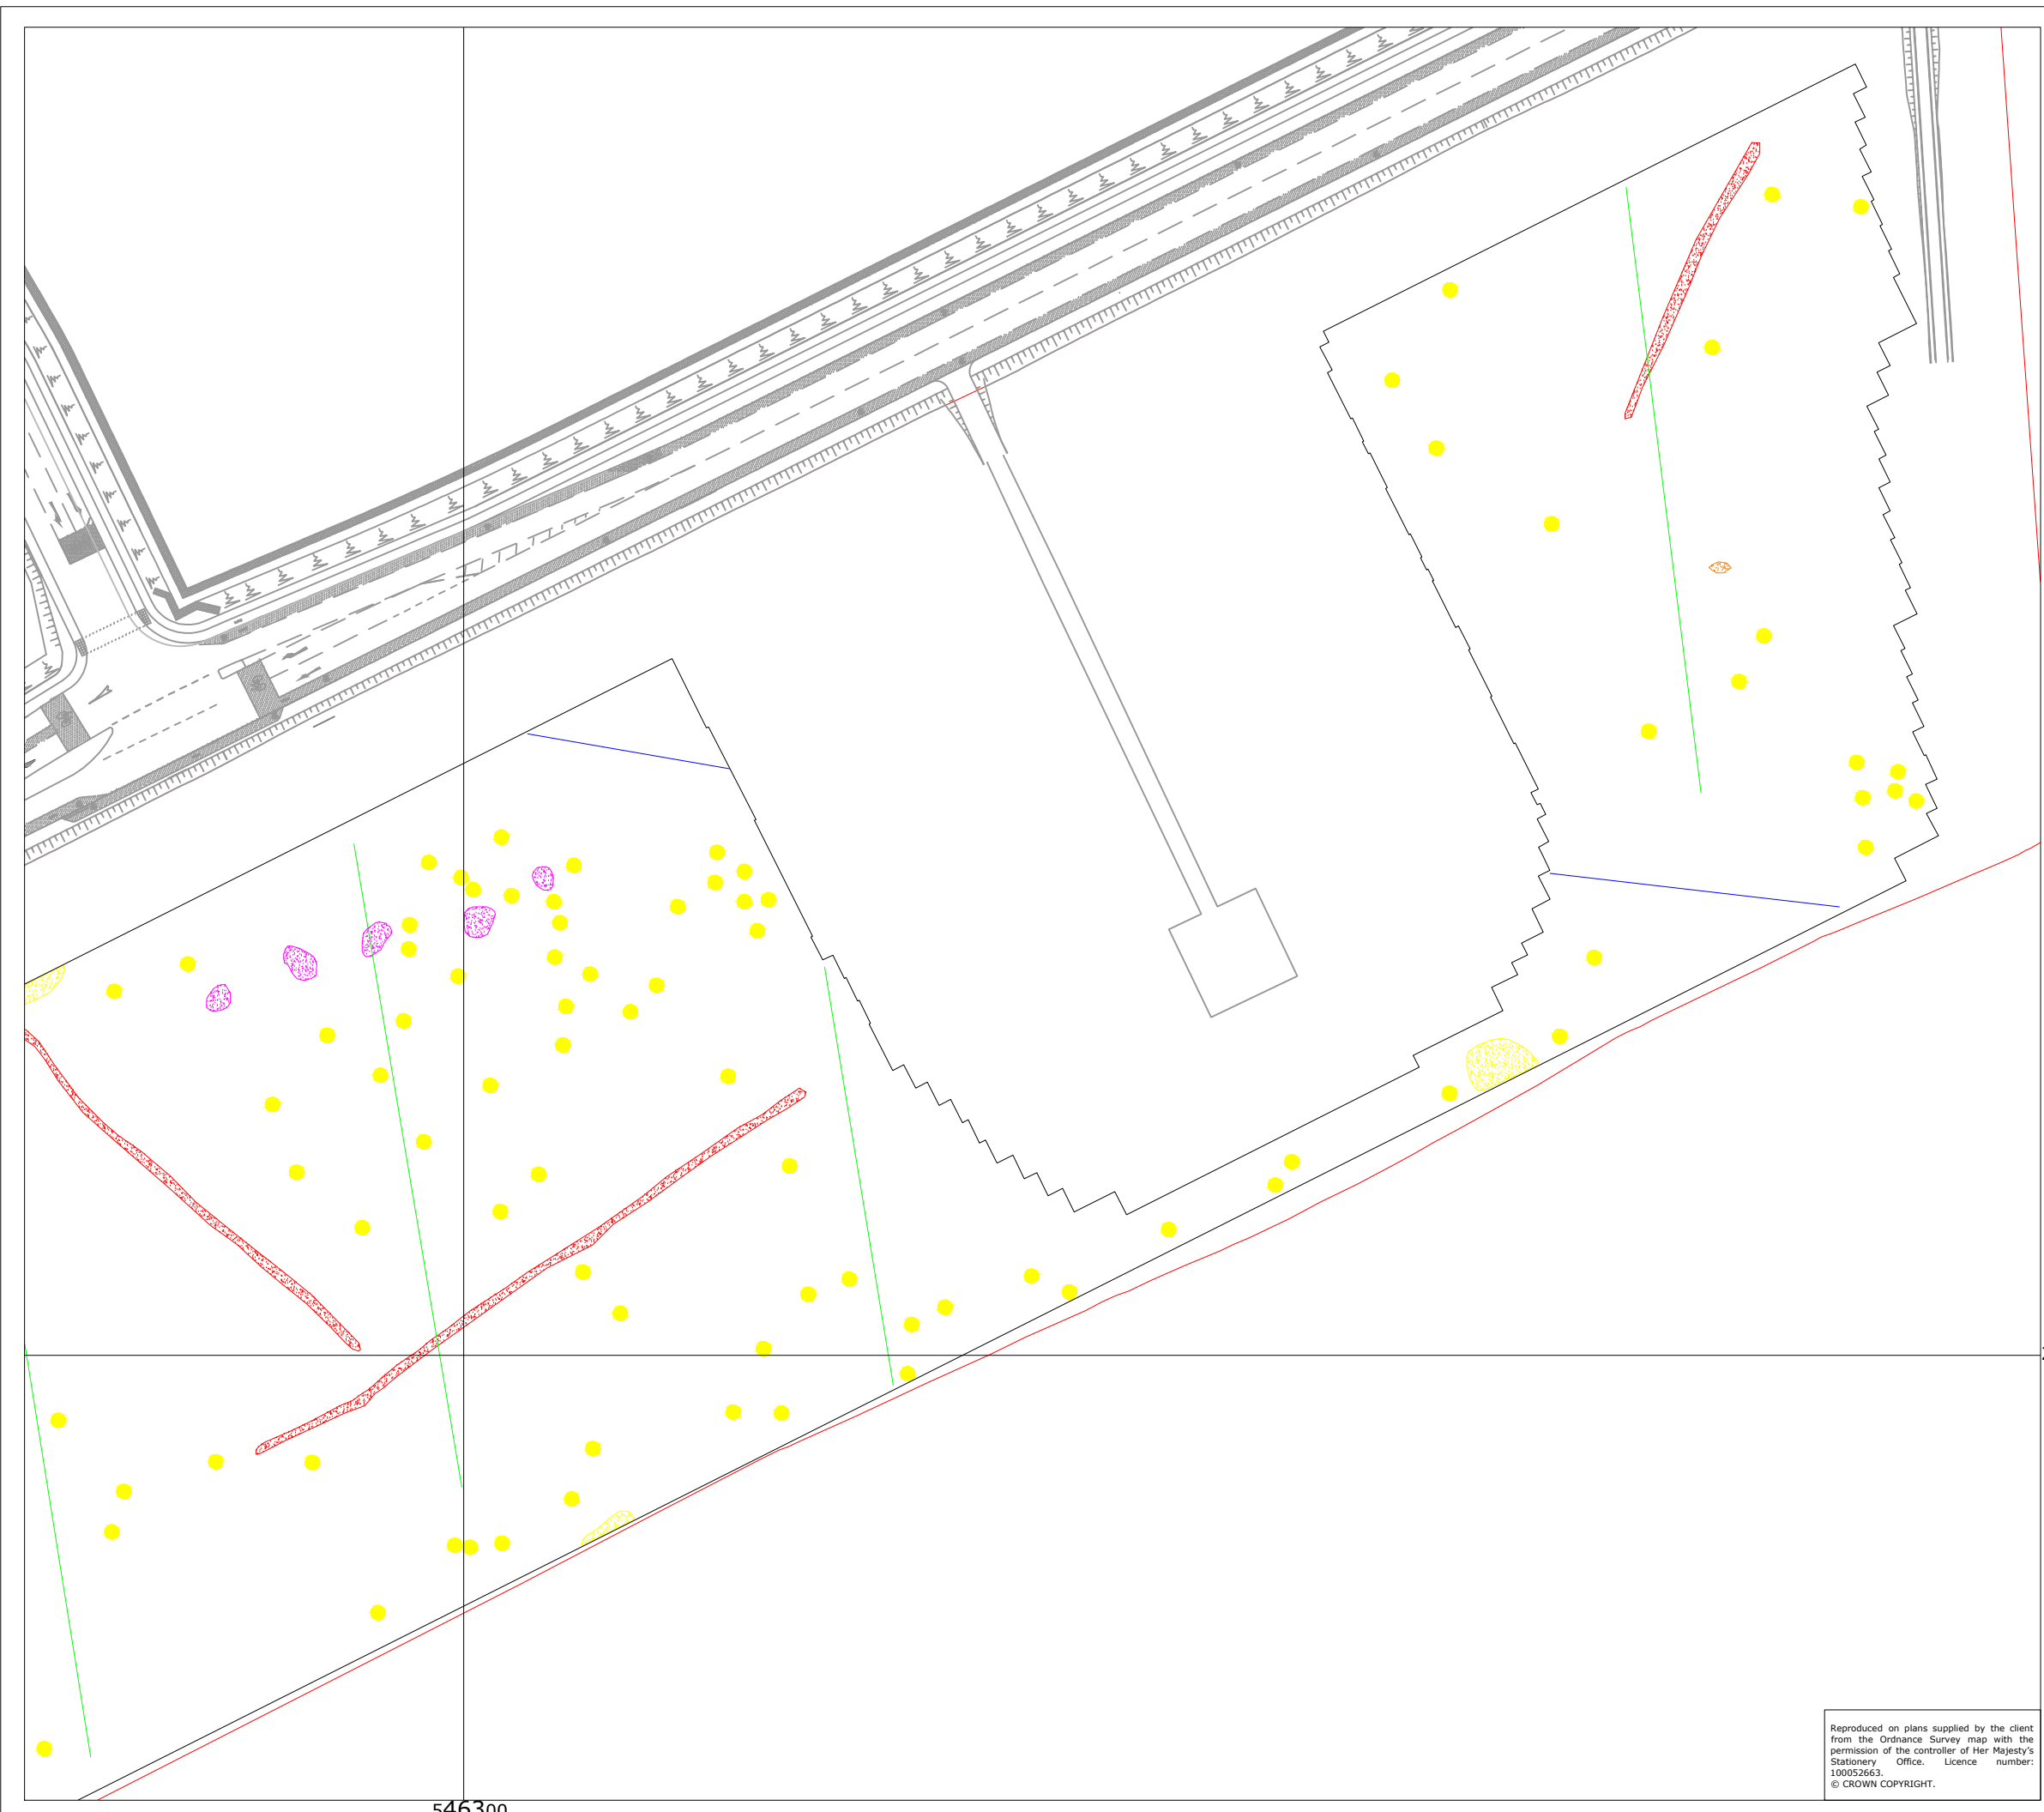 Reproduced on plans supplied by the client
from the Ordnance Survey map with the
permission of the controller of Her Majesty's
Stationery Office. Licence number:
100052663.
© CROWN COPYRIGHT.
546300